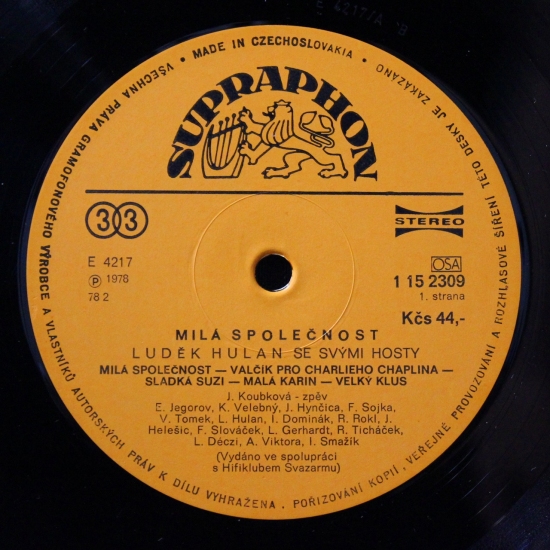 E 4217/A
VŠECHNA PRÁVA GRAMOFONOVÉHO VÝROBCE A VLASTNÍKŮ AUTORSKÝCH PRÁV K DÍLU VYHRAŽENA . POŘIZOVÁNÍ KOPIÍ, VEŘEJNÉ PROVOZOVÁNÍ A ROZHLASOVÉ ŠÍŘENÍ TÉTO DESKY JE ZAKÁZÁNO
• MADE IN CZECHOSLOVAKIA •
SUPRAPHON
33
STEREO
E 4217
OSA
℗ 1978
1 15 2309
78 2
1. strana
Kčs 44,-
MILÁ SPOLEČNOST
LUDĚK HULAN SE SVÝMI HOSTY
MILÁ SPOLEČNOST — VALČÍK PRO CHARLIEHO CHAPLINA —
SLADKÁ SUZI — MALÁ KARIN — VELKÝ KLUS
J. Koubková - zpěv
E. Jegorov, K. Velebný, J. Hynčica, F. Sojka,
V. Tomek, L. Hulan, I. Dominák, R. Rokl, J.
Helešic, F. Slováček, L. Gerhardt, R. Ticháček,
L. Déczi, A. Viktora, I. Smažík
(Vydáno ve spolupráci
s Hifiklubem Svazarmu)